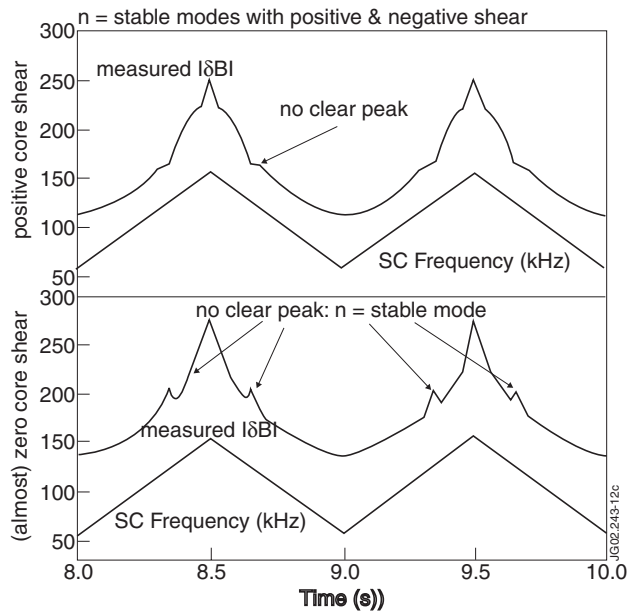 n = stable modes with positive & negative shear
300
250
200
150
100
50
positive core shear
measured IδBI
no clear peak
SC Frequency (kHz)
300
250
200
150
100
50
(almost) zero core shear
no clear peak: n = stable mode
measured IδBI
SC Frequency (kHz)
8.0 8.5 9.0 9.5 10.0
Time (s))
JG02.243-12c